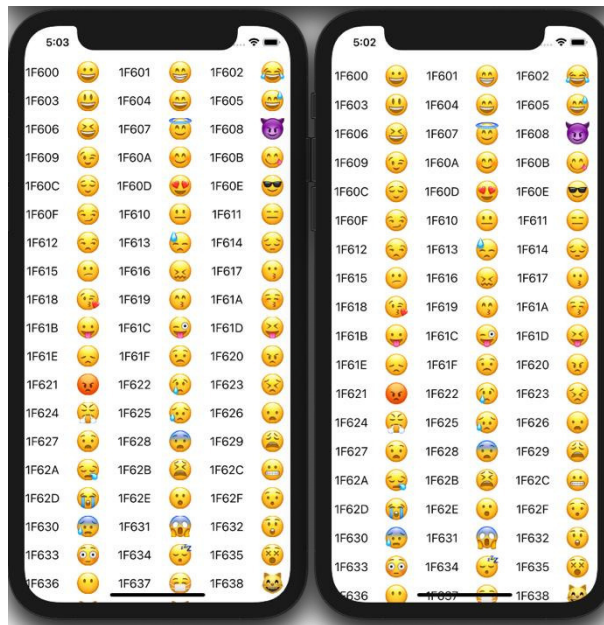 5:03
1F600 😀 1F601 😁 1F602 😂
1F603 😃 1F604 😄 1F605 😅
1F606 😆 1F607 😇 1F608 😈
1F609 😉 1F60A 😊 1F60B 😋
1F60C 😌 1F60D 😍 1F60E 😎
1F60F 😏 1F610 😐 1F611 😑
1F612 😒 1F613 😓 1F614 😔
1F615 😕 1F616 😖 1F617 😗
1F618 😘 1F619 😙 1F61A 😚
1F61B 😛 1F61C 😜 1F61D 😝
1F61E 😞 1F61F 😟 1F620 😠
1F621 😡 1F622 😢 1F623 😣
1F624 😤 1F625 😥 1F626 😦
1F627 😧 1F628 😨 1F629 😩
1F62A 😪 1F62B 😫 1F62C 😬
1F62D 😭 1F62E 😮 1F62F 😯
1F630 😰 1F631 😱 1F632 😲
1F633 😳 1F634 😴 1F635 😵
1F636 😶 1F637 😷 1F638 😸
5:02
1F600 😀 1F601 😁 1F602 😂
1F603 😃 1F604 😄 1F605 😅
1F606 😆 1F607 😇 1F608 😈
1F609 😉 1F60A 😊 1F60B 😋
1F60C 😌 1F60D 😍 1F60E 😎
1F60F 😏 1F610 😐 1F611 😑
1F612 😒 1F613 😓 1F614 😔
1F615 😕 1F616 😖 1F617 😗
1F618 😘 1F619 😙 1F61A 😚
1F61B 😛 1F61C 😜 1F61D 😝
1F61E 😞 1F61F 😟 1F620 😠
1F621 😡 1F622 😢 1F623 😣
1F624 😤 1F625 😥 1F626 😦
1F627 😧 1F628 😨 1F629 😩
1F62A 😪 1F62B 😫 1F62C 😬
1F62D 😭 1F62E 😮 1F62F 😯
1F630 😰 1F631 😱 1F632 😲
1F633 😳 1F634 😴 1F635 😵
F636 😶 1F637 😷 1F638 😸